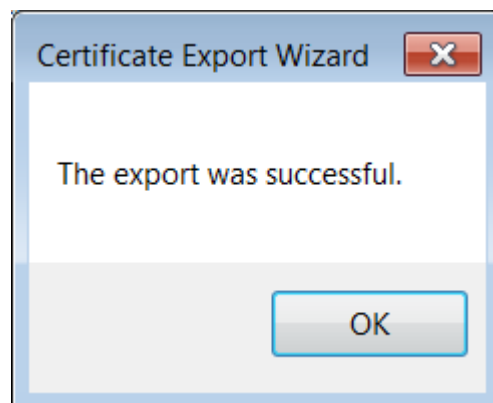 Certificate Export Wizard
The export was successful.
OK